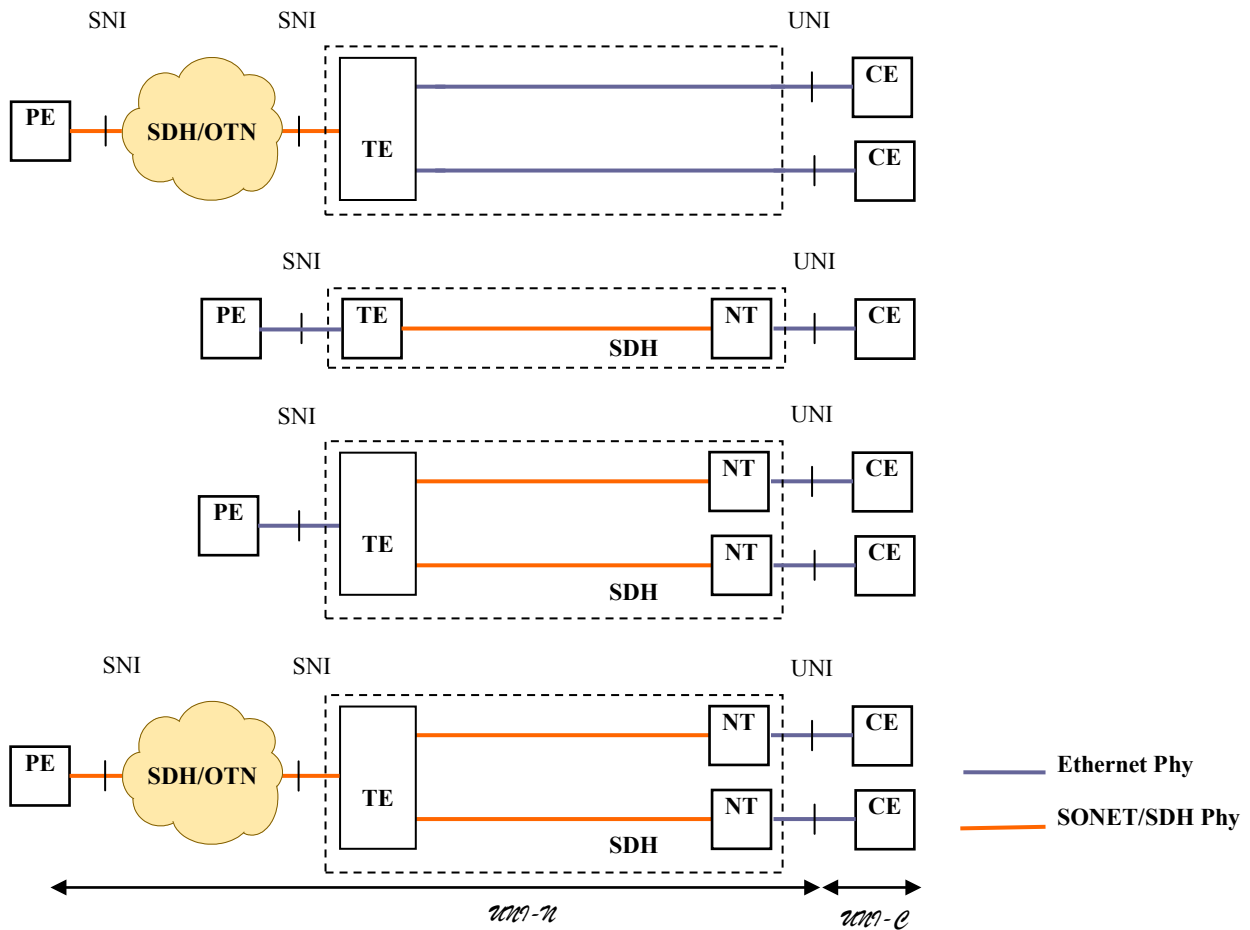 SNI SNI UNI
CE
PE SDH/OTN
TE
CE
SNI UNI
PE TE NT CE
SDH
SNI UNI
NT CE
PE
TE
NT CE
SDH
SNI SNI UNI
NT CE
PE SDH/OTN
Ethernet Phy
TE
NT CE
SONET/SDH Phy
SDH
UNI-N UNI-C